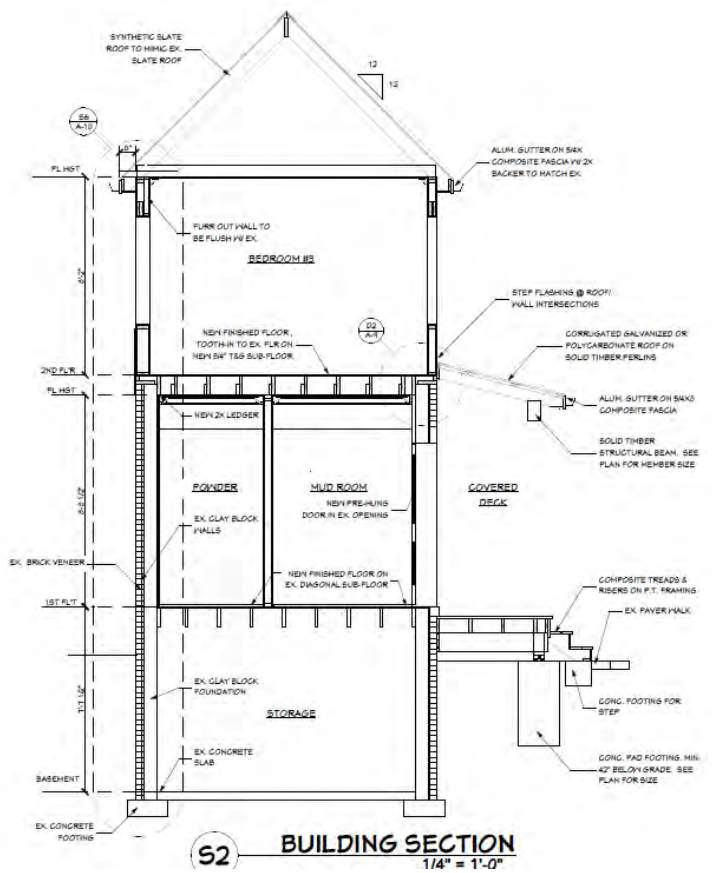 SYNTHETIC SLATE
ROOF TO MIMIC EX.
SLATE ROOF
12
12
S6
A-10
PL HGT
ALUM. GUTTER ON 5/4X
COMPOSITE FASCIA W/ 2X
BACKER TO MATCH EX.
FURR OUT WALL TO
BE FLUSH W/ EX.
BEDROOM #3
STEP FLASHING @ ROOF/
WALL INTERSECTIONS
NEW FINISHED FLOOR,
TOOTH-IN TO EX. FLR ON
NEW 3/4" T&G SUB-FLOOR
D2
CORRUGATED GALVANIZED OR
POLYCARBONATE ROOF ON
SOLID TIMBER PERLINS
2ND FL'R
PL HGT
ALUM. GUTTER ON 5/4X8
COMPOSITE FASCIA
NEW 2X LEDGER
SOLID TIMBER
STRUCTURAL BEAM. SEE
PLAN FOR MEMBER SIZE
POWDER
MUD ROOM
COVERED
DECK
NEW PRE-HUNG
DOOR IN EX. OPENING
EX. CLAY BLOCK
WALLS
EX. BRICK VENEER
NEW FINISHED FLOOR ON
EX. DIAGONAL SUB-FLOOR
1ST FL'T
COMPOSITE TREADS &
RISERS ON P.T. FRAMING
EX. PAVER WALK
EX. CLAY BLOCK
FOUNDATION
STORAGE
CONC. FOOTING FOR
STEP
EX. CONCRETE
SLAB
BASEMENT
CONC. PAD FOOTING. MIN
42" BELOW GRADE. SEE
PLAN FOR SIZE
EX. CONCRETE
FOOTING
S2
BUILDING SECTION
1/4" = 1'-0"